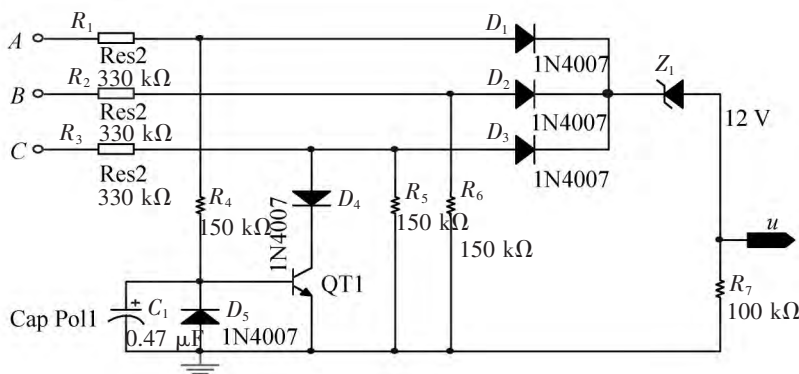 A
R1
Res2
330 kΩ
D1
1N4007
B
R2
Res2
330 kΩ
D2
1N4007
Z1
12 V
C
R3
Res2
330 kΩ
D3
1N4007
R4
150 kΩ
1N4007
D4
R5
150 kΩ
R6
150 kΩ
u
QT1
Cap Pol1
+
C1
0.47 μF
D5
1N4007
R7
100 kΩ